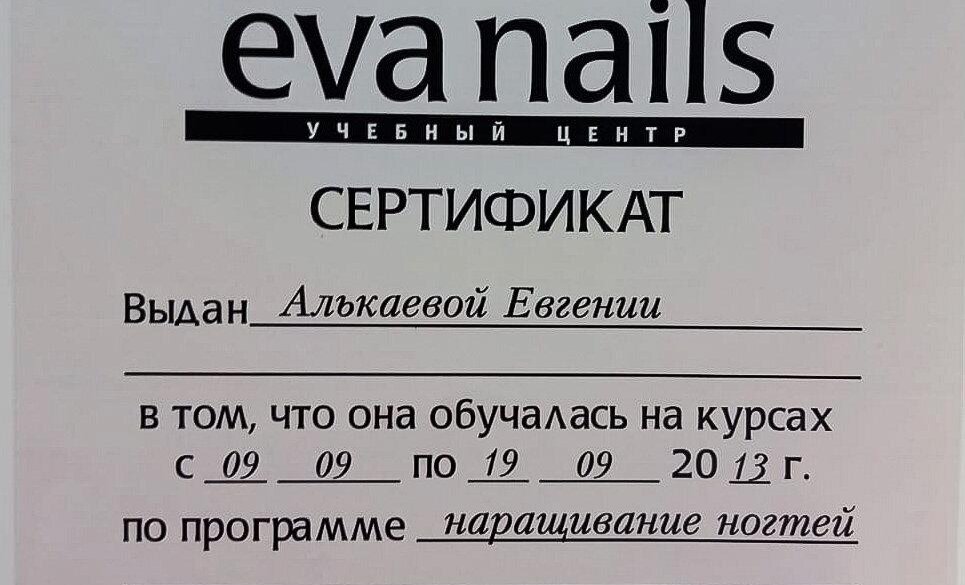 eva nails
УЧЕБНЫЙ ЦЕНТР
СЕРТИФИКАТ
Выдан Алькаевой Евгении
в том, что она обучалась на курсах
с 09 09 по 19 09 20 13 г.
по программе наращивание ногтей